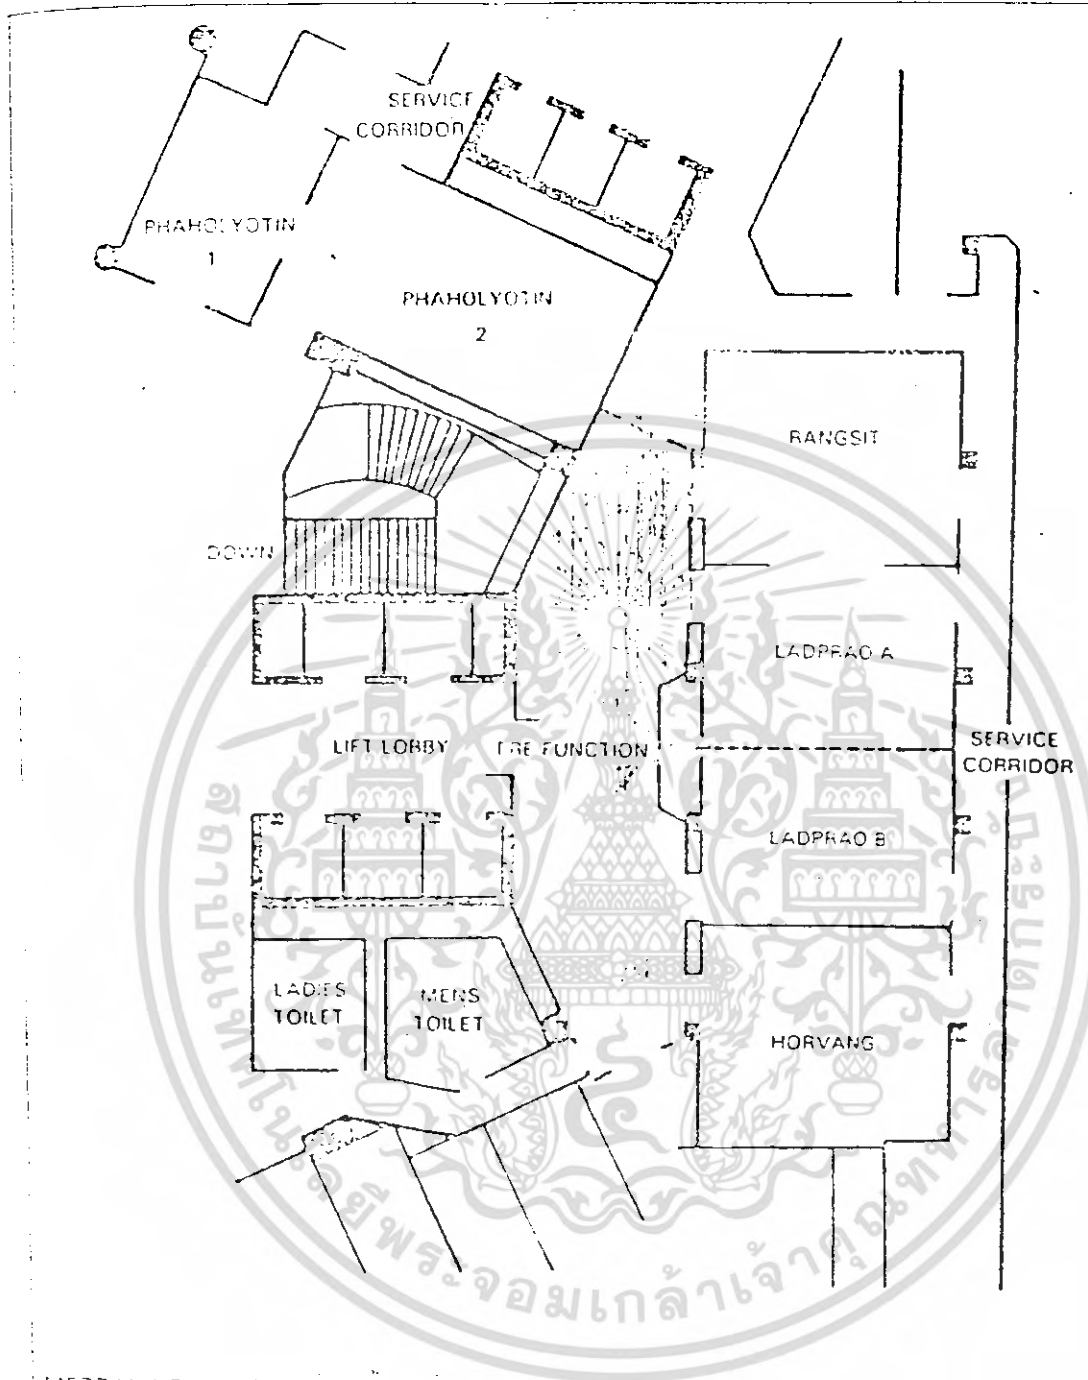 SERVICE
CORRIDOR
PHAHOLYOTIN
1
PHAHOLYOTIN
2
RANGSIT
DOWN
LADPRAO A
LIFT LOBBY
PRE FUNCTION
SERVICE
CORRIDOR
LADPRAO B
LADIES
TOILET
MENS
TOILET
HORVANG